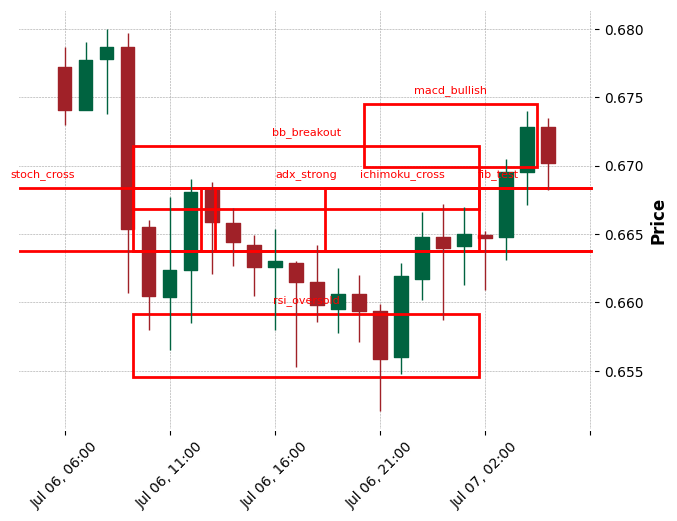 0.680
macd_bullish
0.675
bb_breakout
stoch_cross
adx_strong
ichimoku_cross
fib_test
0.670
0.665
Price
rsi_oversold
0.660
0.655
Jul 06, 06:00
Jul 06, 11:00
Jul 06, 16:00
Jul 06, 21:00
Jul 07, 02:00